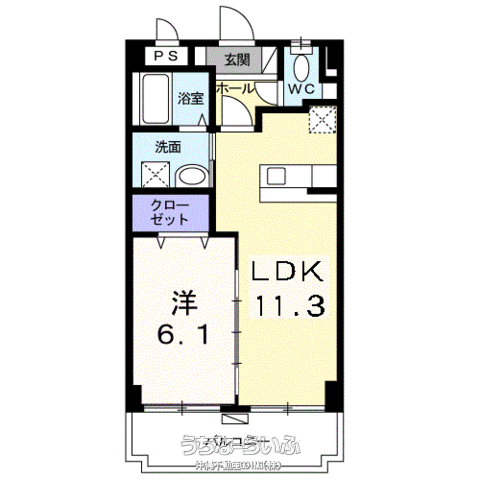 PS
玄関
浴室
ホール
WC
洗面
クロー
ゼット
LDK
11.3
洋
6.1
バルコニー
うちなーらいふ